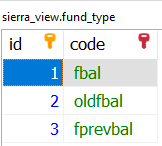 sierra_view.fund_type
id code
1 fbal
2 oldfbal
3 fprevbal